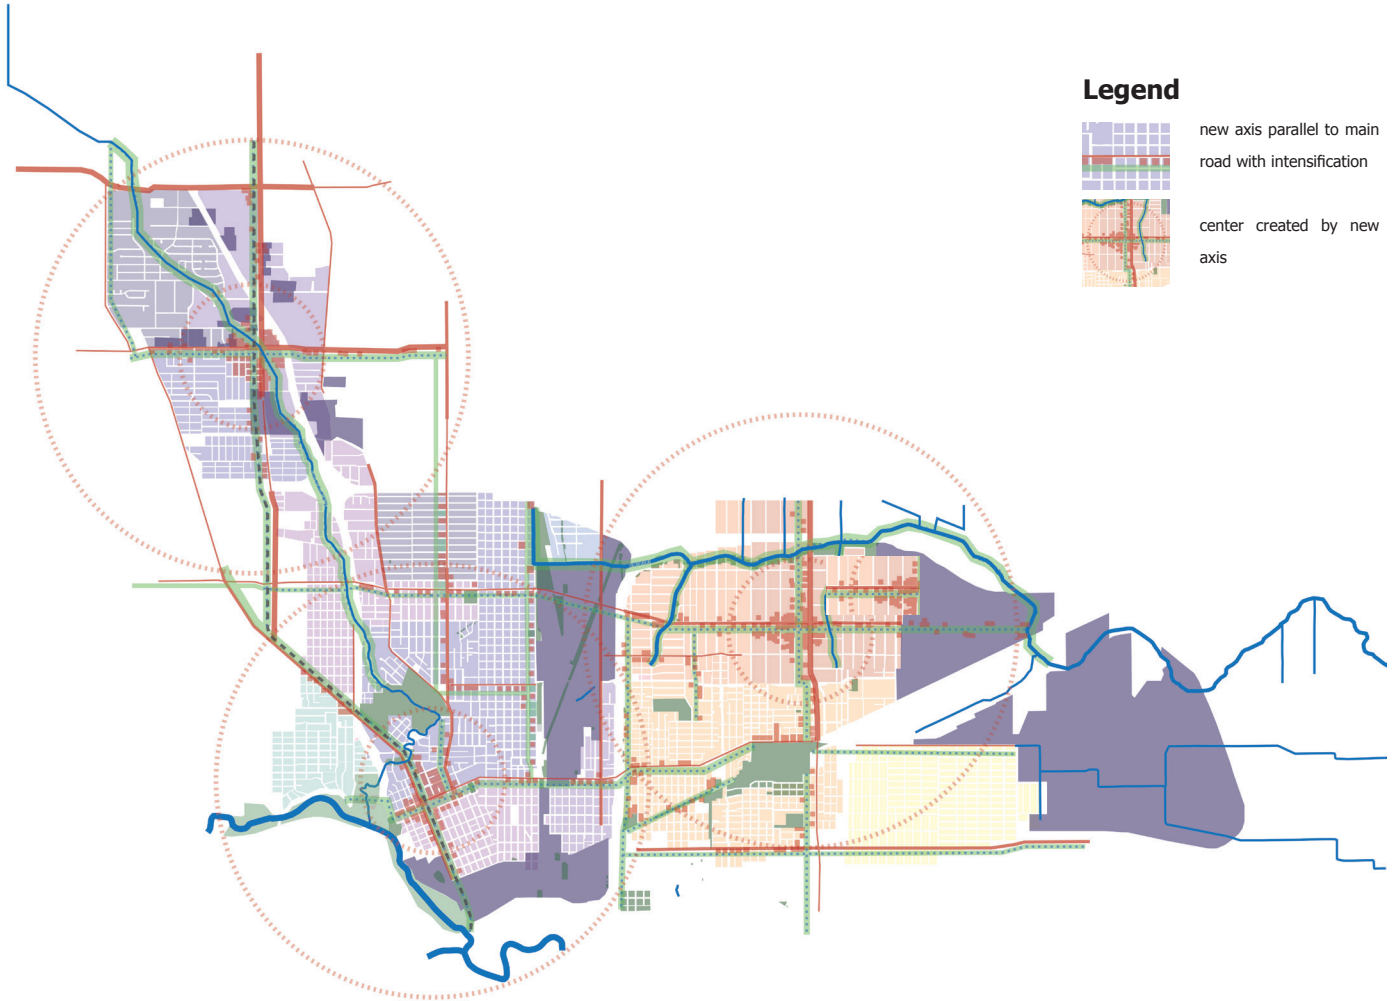 Legend
new axis parallel to main
road with intensification
center created by new
axis